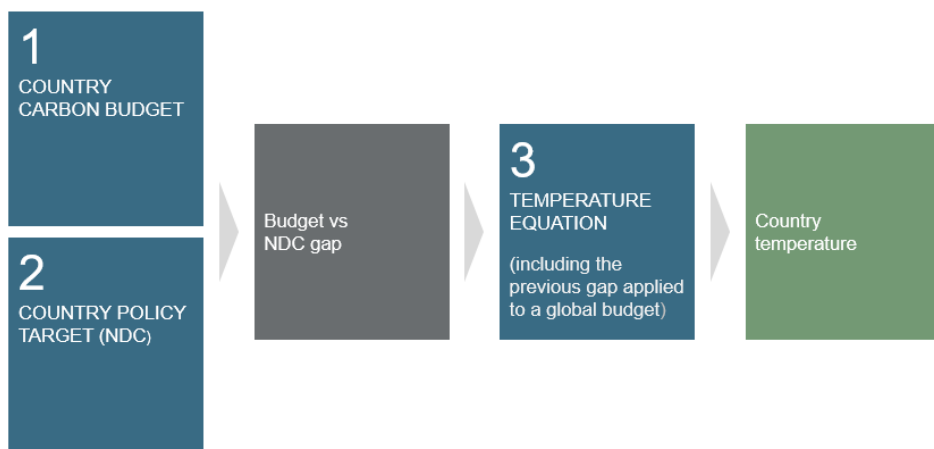 1
COUNTRY
CARBON BUDGET
2
COUNTRY POLICY
TARGET (NDC)
Budget vs
NDC gap
3
TEMPERATURE
EQUATION
(including the
previous gap applied
to a global budget)
Country
temperature